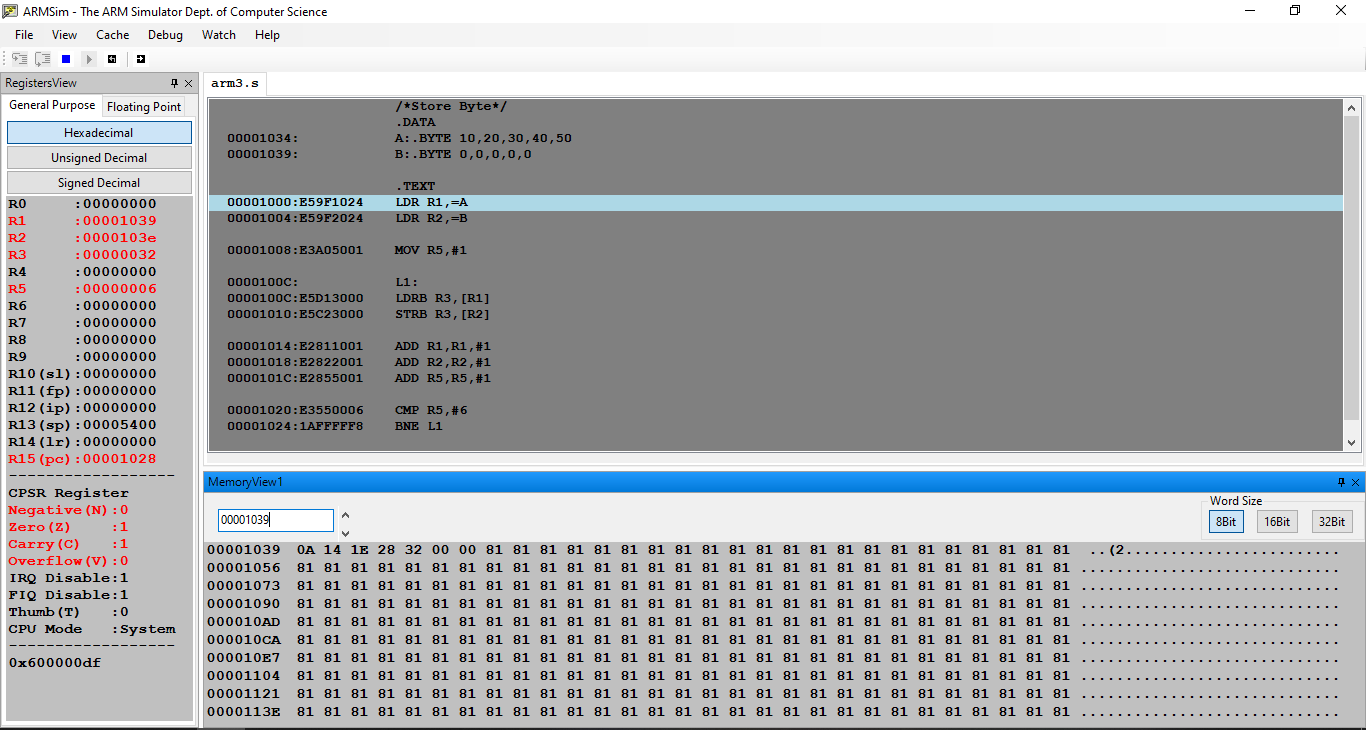 ARMSim - The ARM Simulator Dept. of Computer Science
File View Cache Debug Watch Help
RegistersView
General Purpose Floating Point
Hexadecimal
Unsigned Decimal
Signed Decimal
R0 :00000000
R1 :00001039
R2 :0000103e
R3 :00000032
R4 :00000000
R5 :00000006
R6 :00000000
R7 :00000000
R8 :00000000
R9 :00000000
R10(sl):00000000
R11(fp):00000000
R12(ip):00000000
R13(sp):00005400
R14(lr):00000000
R15(pc):00001028
-------------------
CPSR Register
Negative(N):0
Zero(Z) :1
Carry(C) :1
Overflow(V):0
IRQ Disable:1
FIQ Disable:1
Thumb(T) :0
CPU Mode :System
-------------------
0x600000df
arm3.s
/*Store Byte*/
.DATA
00001034: A:.BYTE 10,20,30,40,50
00001039: B:.BYTE 0,0,0,0,0
.TEXT
00001000:E59F1024 LDR R1,=A
00001004:E59F2024 LDR R2,=B
00001008:E3A05001 MOV R5,#1
0000100C: L1:
0000100C:E5D13000 LDRB R3,[R1]
00001010:E5C23000 STRB R3,[R2]
00001014:E2811001 ADD R1,R1,#1
00001018:E2822001 ADD R2,R2,#1
0000101C:E2855001 ADD R5,R5,#1
00001020:E3550006 CMP R5,#6
00001024:1AFFFFF8 BNE L1
MemoryView1
00001039
Word Size
8Bit 16Bit 32Bit
00001039 0A 14 1E 28 32 00 00 81 81 81 81 81 81 81 81 81 81 81 81 81 81 81 81 81 81 81 81 81 81 ..(2........................
00001056 81 81 81 81 81 81 81 81 81 81 81 81 81 81 81 81 81 81 81 81 81 81 81 81 81 81 81 81 81 .............................
00001073 81 81 81 81 81 81 81 81 81 81 81 81 81 81 81 81 81 81 81 81 81 81 81 81 81 81 81 81 81 .............................
00001090 81 81 81 81 81 81 81 81 81 81 81 81 81 81 81 81 81 81 81 81 81 81 81 81 81 81 81 81 81 .............................
000010AD 81 81 81 81 81 81 81 81 81 81 81 81 81 81 81 81 81 81 81 81 81 81 81 81 81 81 81 81 81 .............................
000010CA 81 81 81 81 81 81 81 81 81 81 81 81 81 81 81 81 81 81 81 81 81 81 81 81 81 81 81 81 81 .............................
000010E7 81 81 81 81 81 81 81 81 81 81 81 81 81 81 81 81 81 81 81 81 81 81 81 81 81 81 81 81 81 .............................
00001104 81 81 81 81 81 81 81 81 81 81 81 81 81 81 81 81 81 81 81 81 81 81 81 81 81 81 81 81 81 .............................
00001121 81 81 81 81 81 81 81 81 81 81 81 81 81 81 81 81 81 81 81 81 81 81 81 81 81 81 81 81 81 .............................
0000113E 81 81 81 81 81 81 81 81 81 81 81 81 81 81 81 81 81 81 81 81 81 81 81 81 81 81 81 81 81 .............................